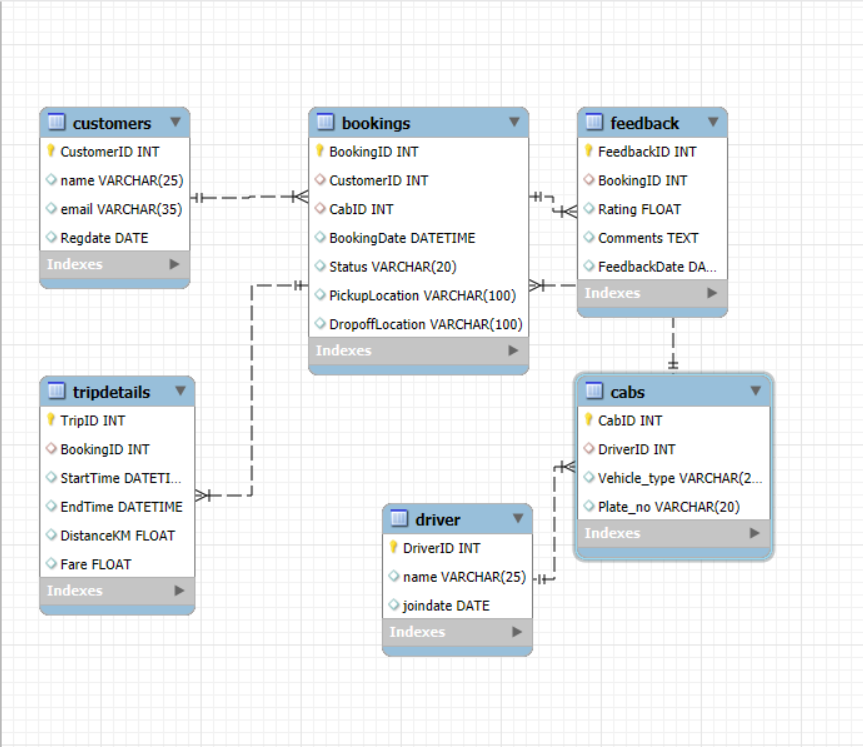 customers
CustomerID INT
name VARCHAR(25)
email VARCHAR(35)
Regdate DATE
Indexes
bookings
BookingID INT
CustomerID INT
CabID INT
BookingDate DATETIME
Status VARCHAR(20)
PickupLocation VARCHAR(100)
DropoffLocation VARCHAR(100)
Indexes
feedback
FeedbackID INT
BookingID INT
Rating FLOAT
Comments TEXT
FeedbackDate DA...
Indexes
tripdetails
TripID INT
BookingID INT
StartTime DATETI...
EndTime DATETIME
DistanceKM FLOAT
Fare FLOAT
Indexes
driver
DriverID INT
name VARCHAR(25)
joindate DATE
Indexes
cabs
CabID INT
DriverID INT
Vehicle_type VARCHAR(2...
Plate_no VARCHAR(20)
Indexes